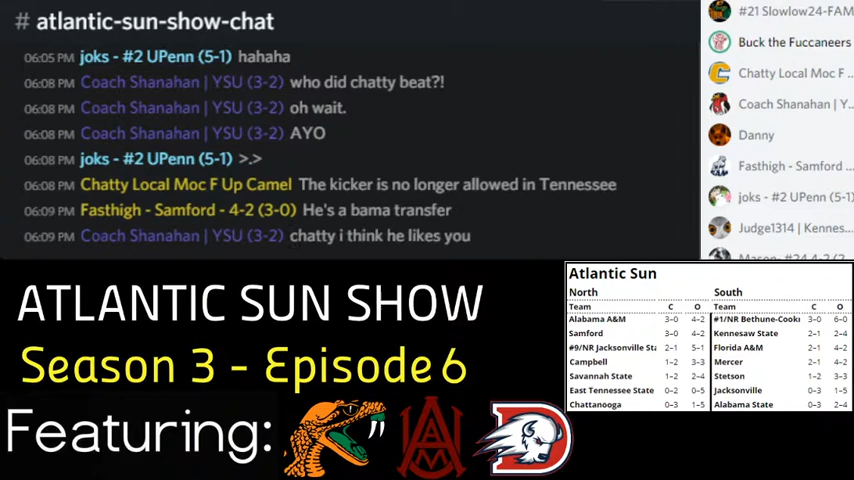 # atlantic-sun-show-chat
06:05 PM joks - #2 UPenn (5-1) hahaha
06:08 PM Coach Shanahan | YSU (3-2) who did chatty beat?!
06:08 PM Coach Shanahan | YSU (3-2) oh wait.
06:08 PM Coach Shanahan | YSU (3-2) AYO
06:08 PM joks - #2 UPenn (5-1) >.>
06:08 PM Chatty Local Moc F Up Camel The kicker is no longer allowed in Tennessee
06:09 PM Fasthigh - Samford - 4-2 (3-0) He's a bama transfer
06:09 PM Coach Shanahan | YSU (3-2) chatty i think he likes you
#21 Slowlow24-FAM
Buck the Fuccaneers
Chatty Local Moc F ...
Coach Shanahan | Y...
Danny
Fasthigh - Samford ...
joks - #2 UPenn (5-1)
Judge1314 | Kennes...
Mason- #24 4-2 (2...
ATLANTIC SUN SHOW
Season 3 - Episode 6
Featuring:
Atlantic Sun
North South
Team C O Team C O
Alabama A&M 3-0 4-2 #1/NR Bethune-Cook 3-0 6-0
Samford 3-0 4-2 Kennesaw State 2-1 2-4
#9/NR Jacksonville Sta 2-1 5-1 Florida A&M 2-1 4-2
Campbell 1-2 3-3 Mercer 2-1 4-2
Savannah State 1-2 2-4 Stetson 1-2 3-3
East Tennessee State 0-2 0-5 Jacksonville 0-3 1-5
Chattanooga 0-3 1-5 Alabama State 0-3 2-4